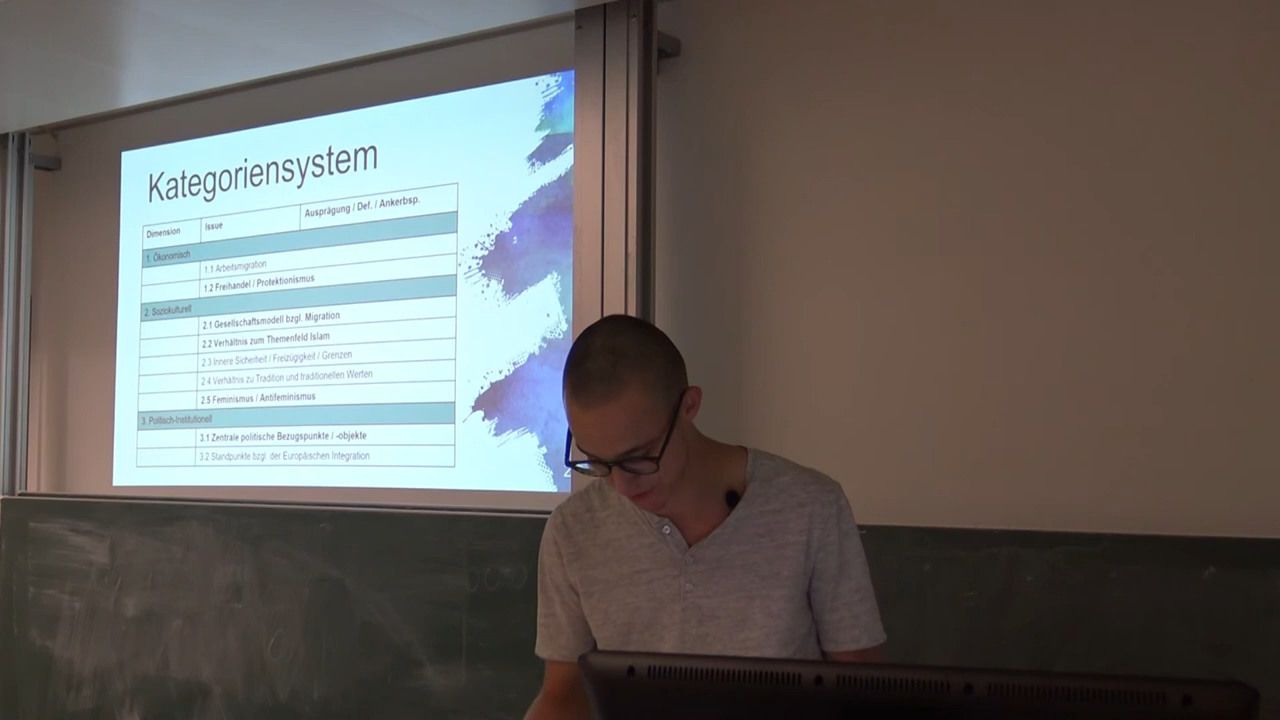 Kategoriensystem
Dimension Issue Ausprägung / Def. / Ankerbsp.
1. Ökonomisch
1.1 Arbeitsmigration
1.2 Freihandel / Protektionismus
2. Soziokulturell
2.1 Gesellschaftsmodell bzgl. Migration
2.2 Verhältnis zum Themenfeld Islam
2.3 Innere Sicherheit / Freizügigkeit / Grenzen
2.4 Verhältnis zu Tradition und traditionellen Werten
2.5 Feminismus / Antifeminismus
3. Politisch-Institutionell
3.1 Zentrale politische Bezugspunkte / -objekte
3.2 Standpunkte bzgl. der Europäischen Integration